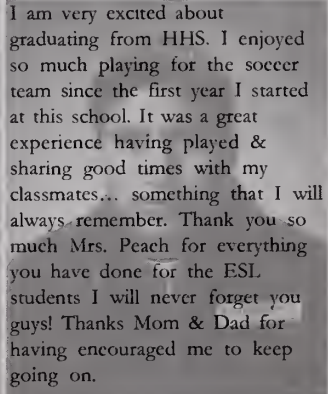 I am very excited about
graduating from HHS. I enjoyed
so much playing for the soccer
team since the first year I started
at this school. It was a great
experience having played &
sharing good times with my
classmates... something that I will
always remember. Thank you so
much Mrs. Peach for everything
you have done for the ESL
students I will never forget you
guys! Thanks Mom & Dad for
having encouraged me to keep
going on.